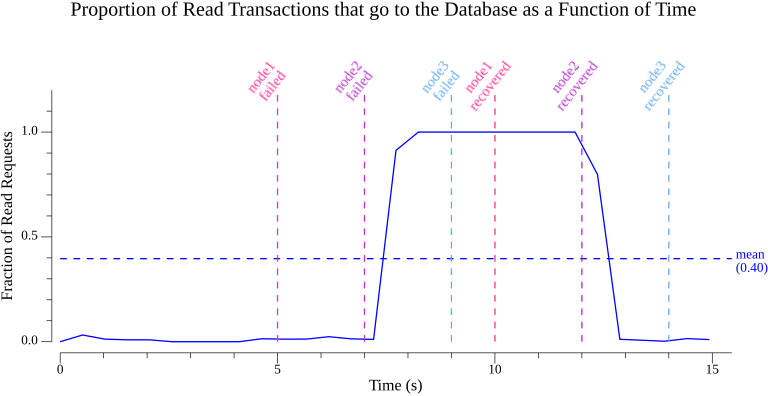 Proportion of Read Transactions that go to the Database as a Function of Time
node1
failed
node2
failed
node3
failed
node1
recovered
node2
recovered
node3
recovered
Fraction of Read Requests
1.0
0.5
0.0
mean
(0.40)
0
5
10
15
Time (s)